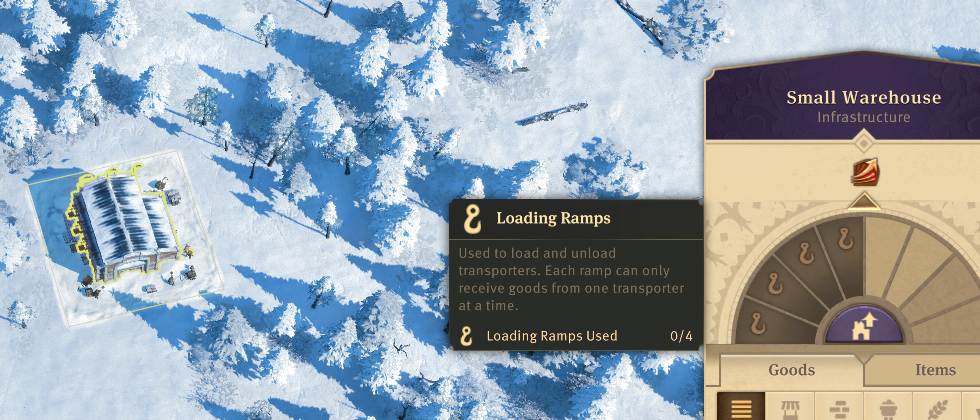 Small Warehouse
Infrastructure
Loading Ramps
Used to load and unload
transporters. Each ramp can only
receive goods from one transporter
at a time.
Loading Ramps Used 0/4
Goods Items